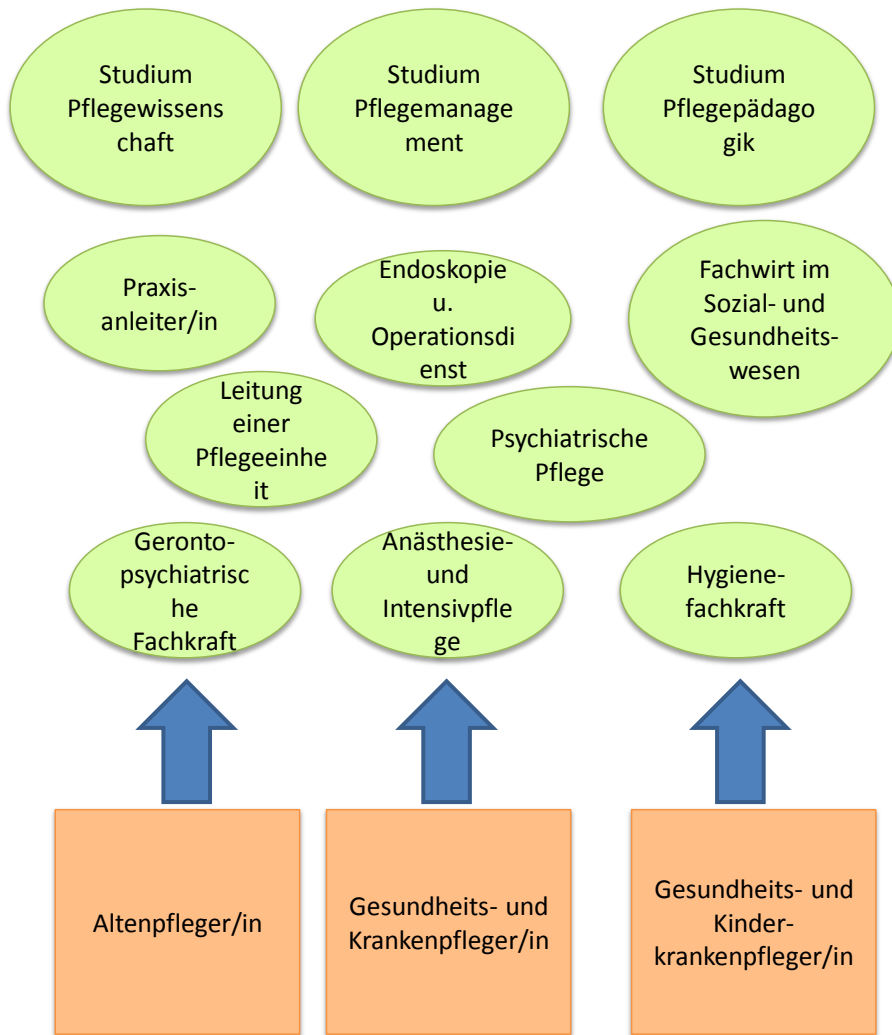 Studium
Pflegewissens
chaft
Studium
Pflegemanage
ment
Studium
Pflegepädago
gik
Praxis-
anleiter/in
Endoskopie
u.
Operationsdi
enst
Fachwirt im
Sozial- und
Gesundheits-
wesen
Leitung
einer
Pflegeeinhe
it
Psychiatrische
Pflege
Geronto-
psychiatrisc
he
Fachkraft
Anästhesie-
und
Intensivpfle
ge
Hygiene-
fachkraft
Altenpfleger/in
Gesundheits- und
Krankenpfleger/in
Gesundheits- und
Kinder-
krankenpfleger/in